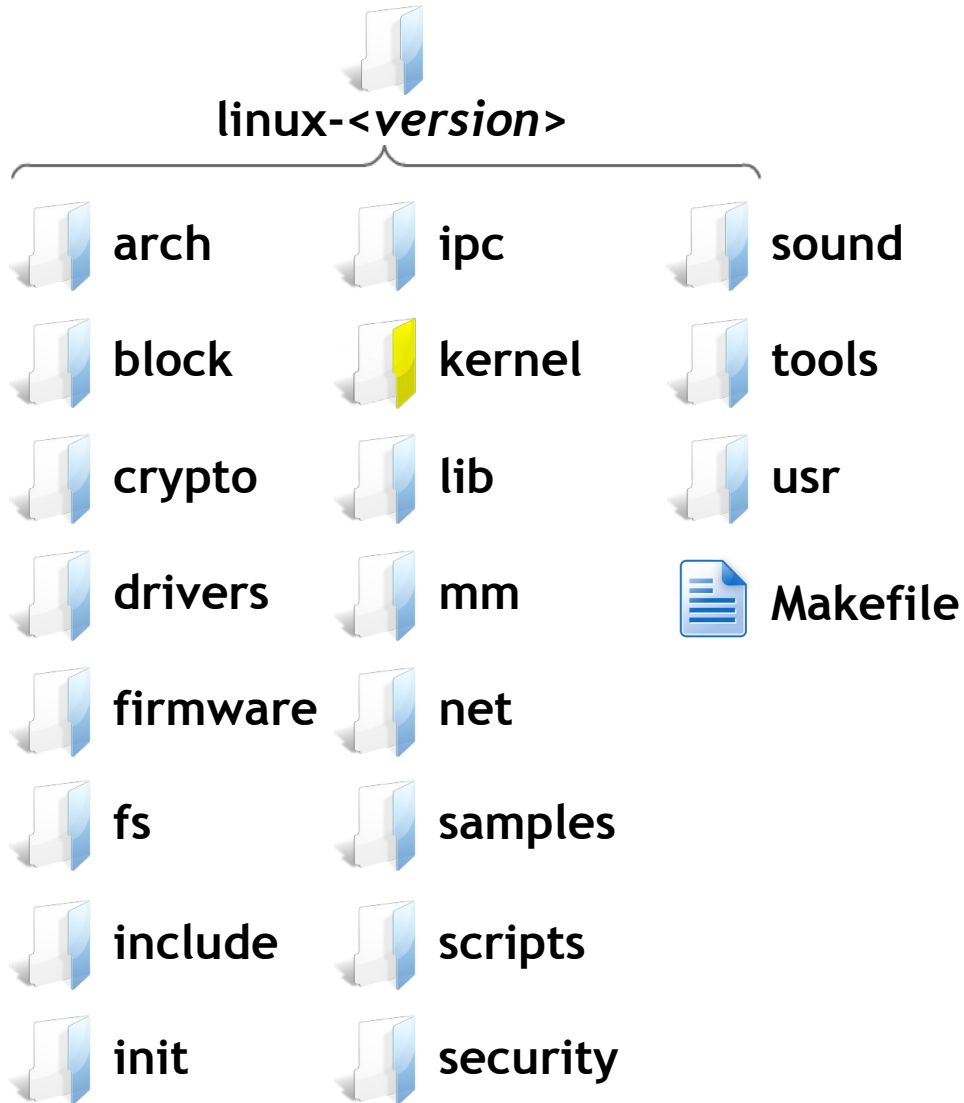 linux-<version>
arch
block
crypto
drivers
firmware
fs
include
init
ipc
kernel
lib
mm
net
samples
scripts
security
sound
tools
usr
Makefile